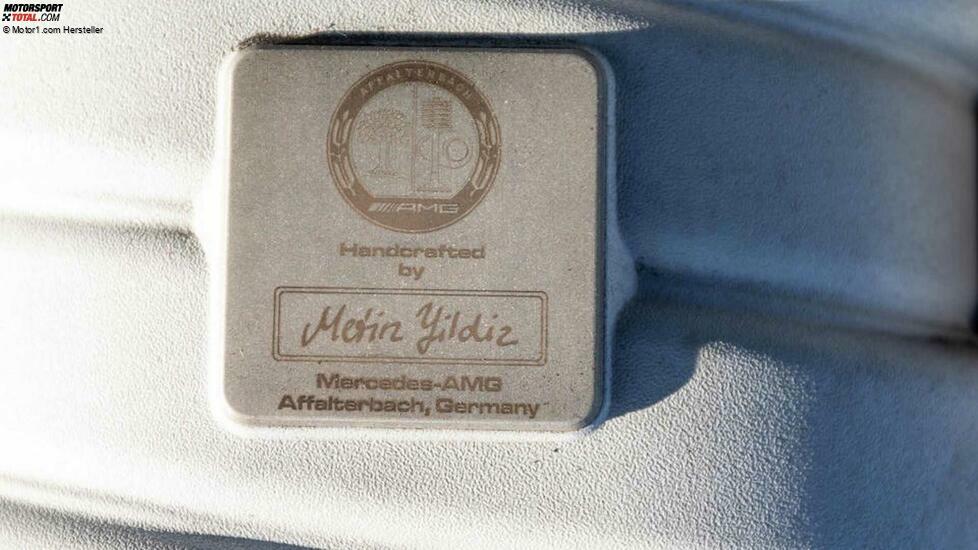 MOTORSPORT
TOTAL.COM
© Motor1.com Hersteller
AFFALTERBACH
AMG
Handcrafted
by
Metin Yildiz
Mercedes-AMG
Affalterbach, Germany